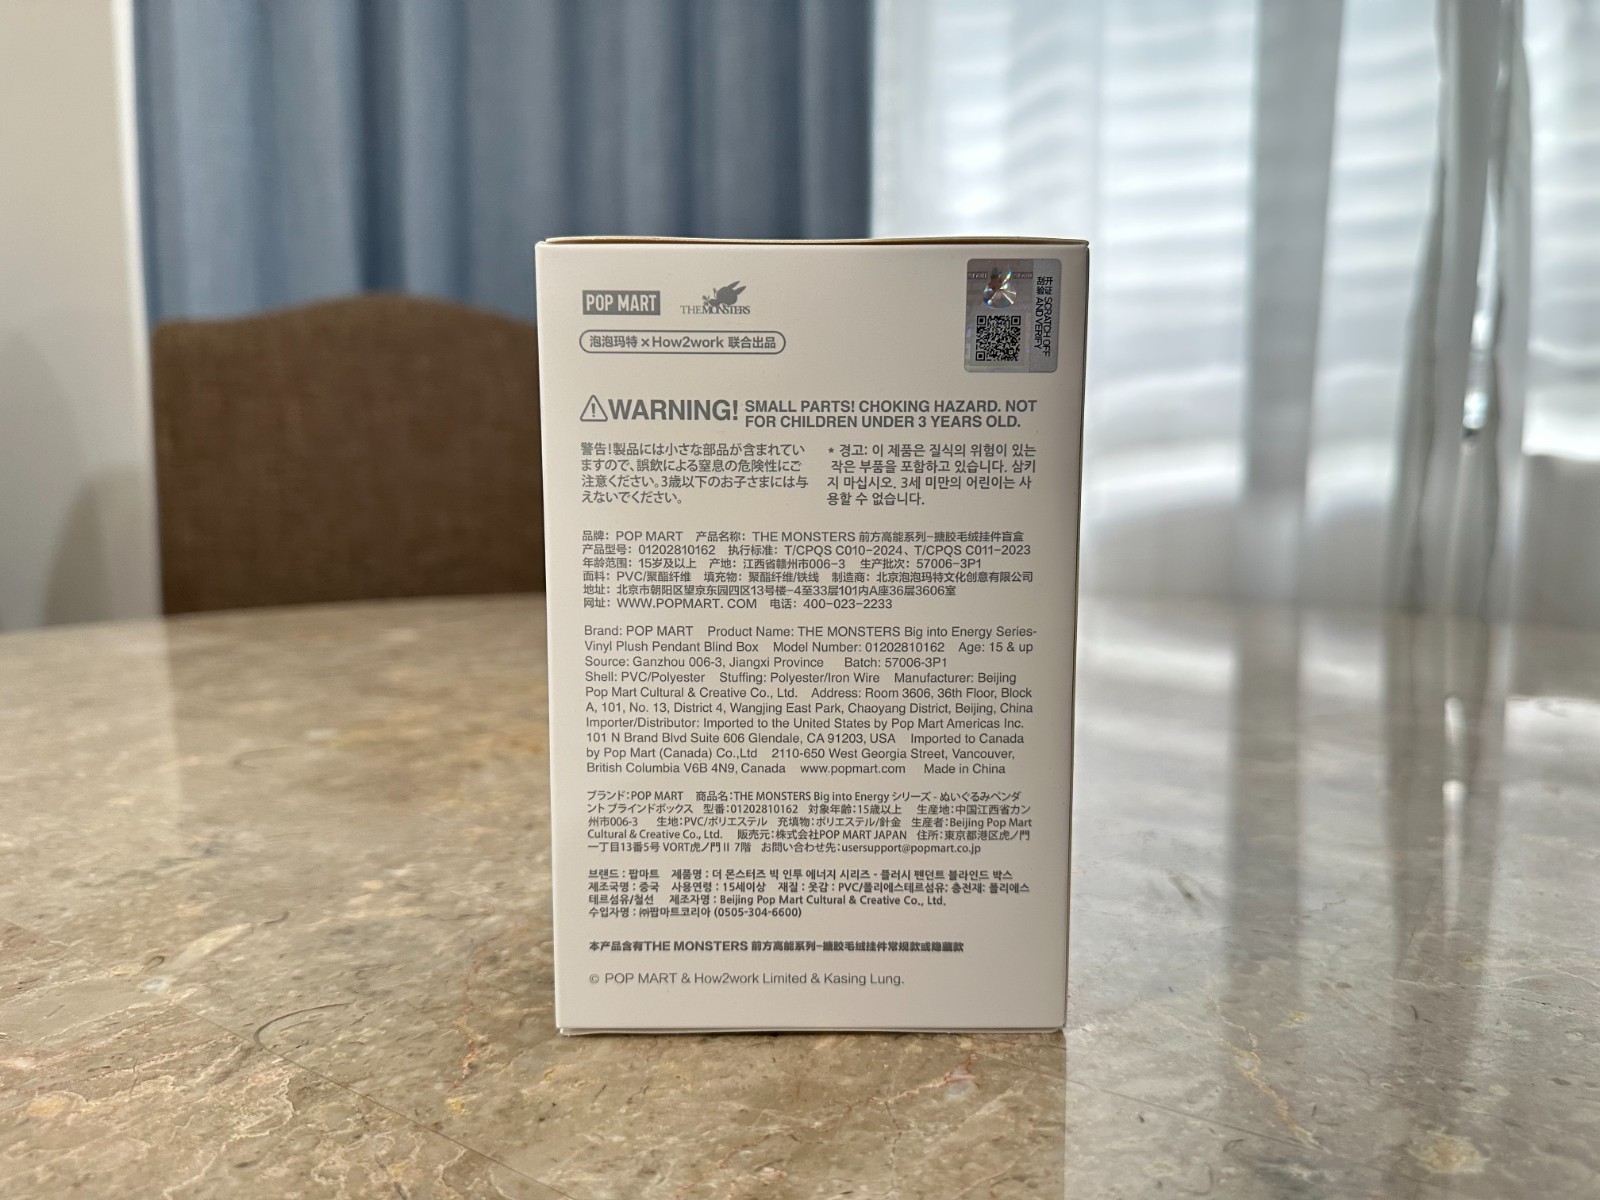 POP MART
THE MONSTERS
泡泡玛特×How2work 联合出品
刮开
验证
SCRATCH OFF
AND VERIFY
WARNING! SMALL PARTS! CHOKING HAZARD. NOT
FOR CHILDREN UNDER 3 YEARS OLD.
警告!製品には小さな部品が含まれてい
ますので、誤飲による窒息の危険性にご
注意ください。3歳以下のお子さまには与
えないでください。
* 경고: 이 제품은 질식의 위험이 있는
작은 부품을 포함하고 있습니다. 삼키
지 마십시오. 3세 미만의 어린이는 사
용할 수 없습니다.
品牌：POP MART 产品名称：THE MONSTERS 前方高能系列-搪胶毛绒挂件盲盒
产品型号：01202810162 执行标准：T/CPQS C010-2024、T/CPQS C011-2023
年龄范围：15岁及以上 产地：江西省赣州市006-3 生产批次：57006-3P1
面料：PVC/聚酯纤维 填充物：聚酯纤维/铁线 制造商：北京泡泡玛特文化创意有限公司
地址：北京市朝阳区望京东园四区13号楼-4至33层101内A座36层3606室
网址：WWW.POPMART.COM 电话：400-023-2233
Brand: POP MART Product Name: THE MONSTERS Big into Energy Series-
Vinyl Plush Pendant Blind Box Model Number: 01202810162 Age: 15 & up
Source: Ganzhou 006-3, Jiangxi Province Batch: 57006-3P1
Shell: PVC/Polyester Stuffing: Polyester/Iron Wire Manufacturer: Beijing
Pop Mart Cultural & Creative Co., Ltd. Address: Room 3606, 36th Floor, Block
A, 101, No. 13, District 4, Wangjing East Park, Chaoyang District, Beijing, China
Importer/Distributor: Imported to the United States by Pop Mart Americas Inc.
101 N Brand Blvd Suite 606 Glendale, CA 91203, USA Imported to Canada
by Pop Mart (Canada) Co.,Ltd 2110-650 West Georgia Street, Vancouver,
British Columbia V6B 4N9, Canada www.popmart.com Made in China
ブランド:POP MART 商品名:THE MONSTERS Big into Energy シリーズ - ぬいぐるみペンダ
ント ブラインドボックス 型番:01202810162 対象年齢:15歳以上 生産地:中国江西省カン
州市006-3 生地:PVC/ポリエステル 充填物:ポリエステル/針金 生産者:Beijing Pop Mart
Cultural & Creative Co., Ltd. 販売元:株式会社POP MART JAPAN 住所:東京都港区虎ノ門
一丁目13番5号 VORT虎ノ門II 7階 お問い合わせ先:usersupport@popmart.co.jp
브랜드 : 팝마트 제품명 : 더 몬스터즈 빅 인투 에너지 시리즈 - 플러시 펜던트 블라인드 박스
제조국명 : 중국 사용연령 : 15세이상 재질 : 옷감 : PVC/폴리에스테르섬유: 충전재: 폴리에스
테르섬유/철선 제조자명 : Beijing Pop Mart Cultural & Creative Co., Ltd.
수입자명 : ㈜팝마트코리아 (0505-304-6600)
本产品含有THE MONSTERS 前方高能系列-搪胶毛绒挂件常规款或隐藏款
© POP MART & How2work Limited & Kasing Lung.